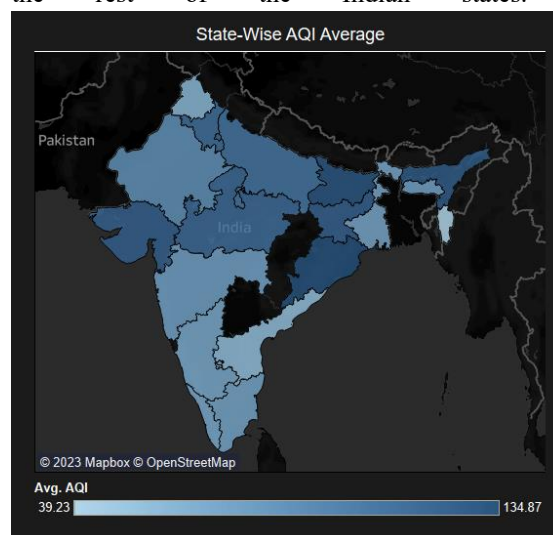 the rest of the Indian states.
State-Wise AQI Average
Pakistan
India
© 2023 Mapbox © OpenStreetMap
Avg. AQI
39.23 134.87